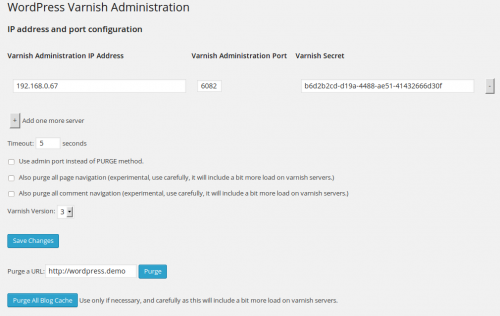 WordPress Varnish Administration
IP address and port configuration
Varnish Administration IP Address Varnish Administration Port Varnish Secret
192.168.0.67 6082 b6d2b2cd-d19a-4488-ae51-41432666d30f -
+ Add one more server
Timeout: 5 seconds
Use admin port instead of PURGE method.
Also purge all page navigation (experimental, use carefully, it will include a bit more load on varnish servers.)
Also purge all comment navigation (experimental, use carefully, it will include a bit more load on varnish servers.)
Varnish Version: 3
Save Changes
Purge a URL: http://wordpress.demo Purge
Purge All Blog Cache Use only if necessary, and carefully as this will include a bit more load on varnish servers.